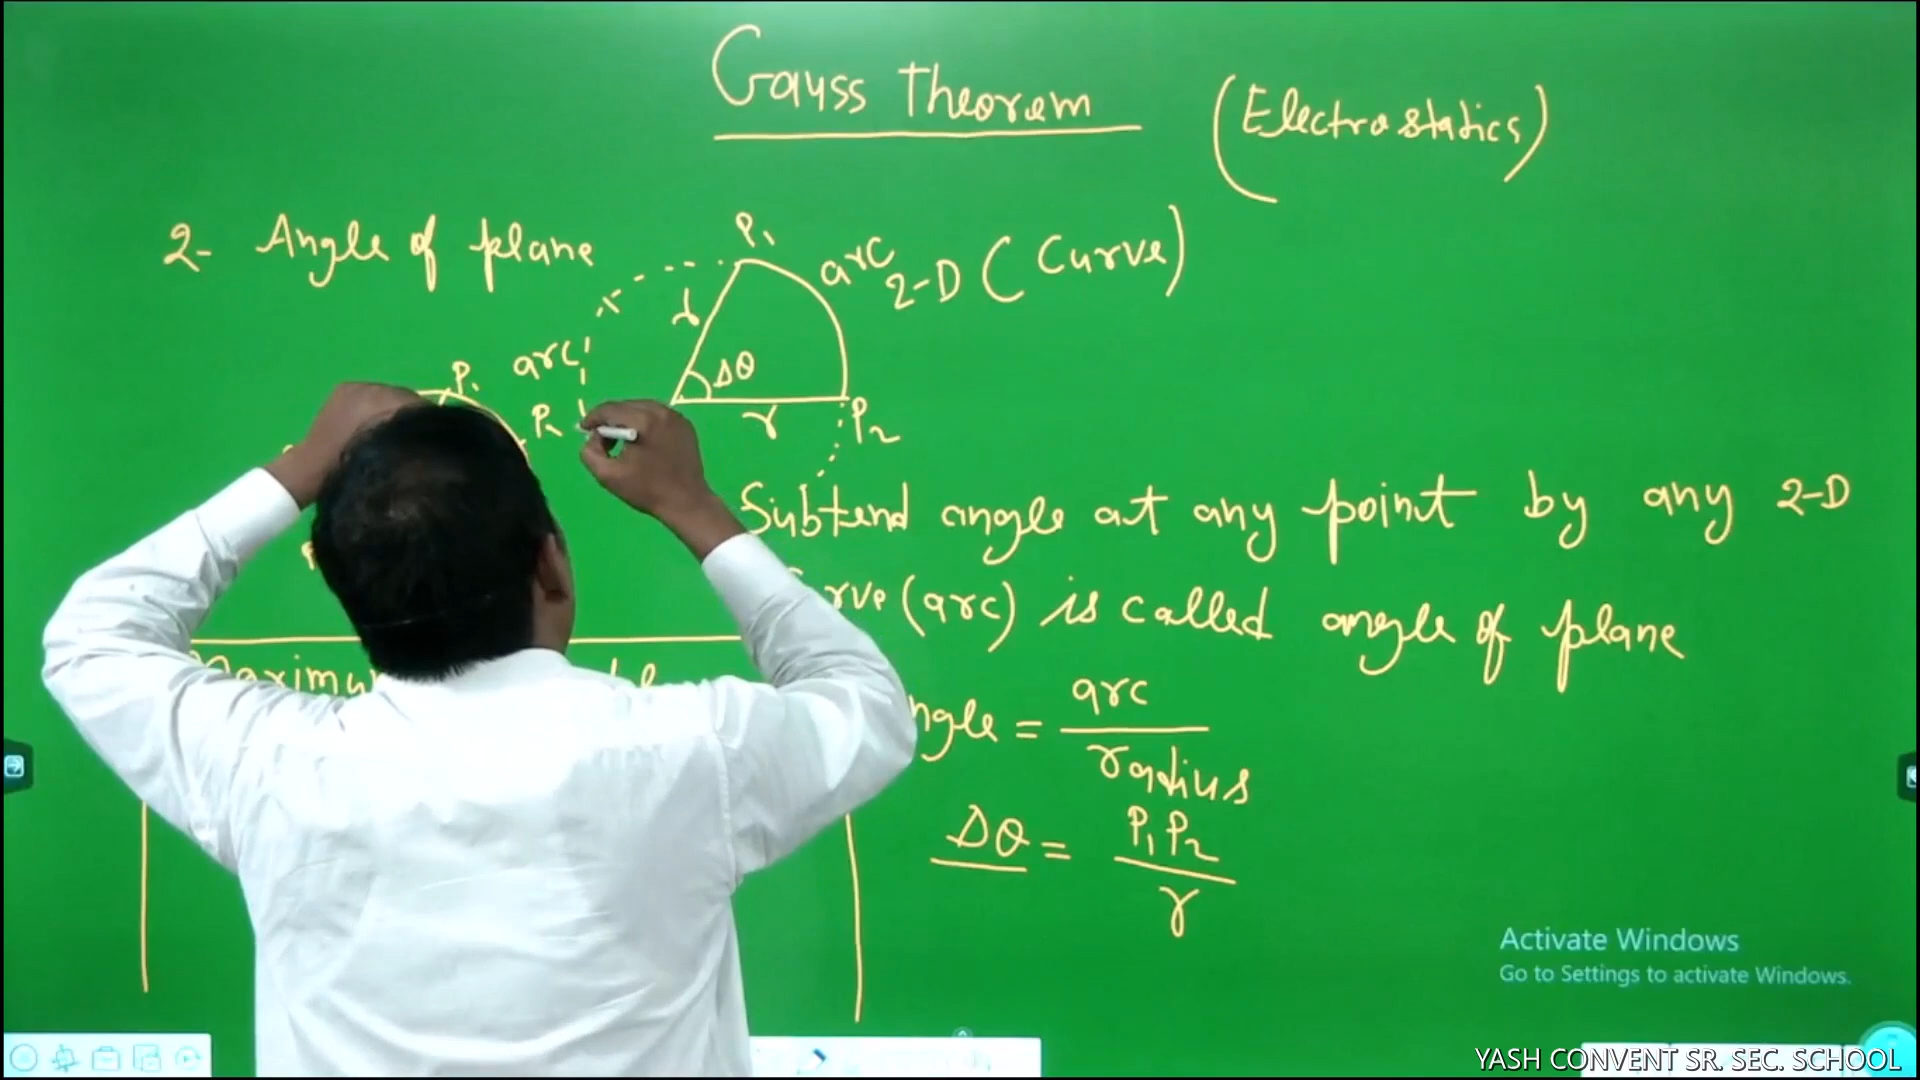 Gauss Theorem (Electrostatics)
2- Angle of plane
P1
arc
2-D (Curve)
r
Δθ
r
P2
P1
arc
Subtend angle at any point by any 2-D
(arc) is called angle of plane
= arc / radius
Δθ = P1P2 / r
Activate Windows
Go to Settings to activate Windows.
YASH CONVENT SR. SEC. SCHOOL